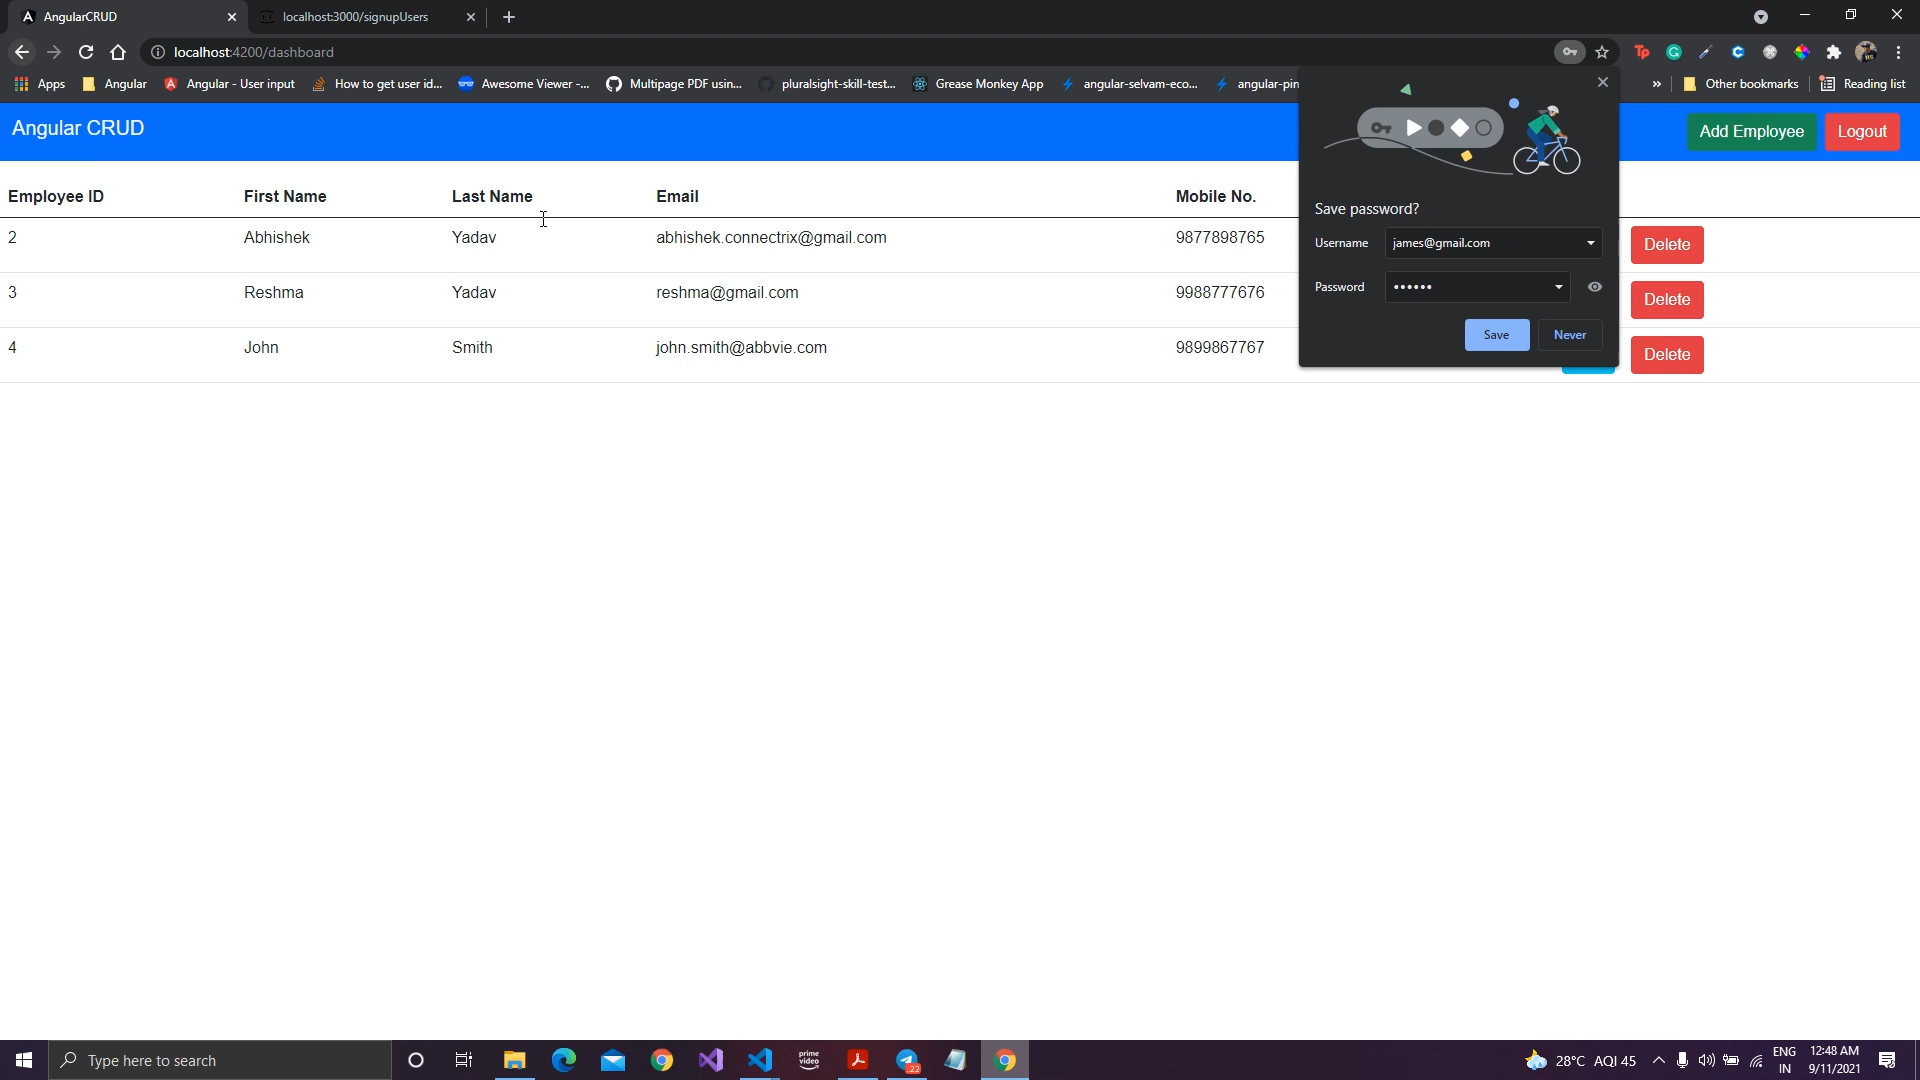 AngularCRUD
localhost:3000/signupUsers
localhost:4200/dashboard
Apps
Angular
Angular - User input
How to get user id...
Awesome Viewer -...
Multipage PDF usin...
pluralsight-skill-test...
Grease Monkey App
angular-selvam-eco...
angular-pin
»
Other bookmarks
Reading list
Angular CRUD
Add Employee
Logout
Employee ID First Name Last Name Email Mobile No.
2 Abhishek Yadav abhishek.connectrix@gmail.com 9877898765 Delete
3 Reshma Yadav reshma@gmail.com 9988777676 Delete
4 John Smith john.smith@abbvie.com 9899867767 Delete
Save password?
Username james@gmail.com
Password ••••••
Save Never
Type here to search
prime video
22
28°C AQI 45
ENG
IN
12:48 AM
9/11/2021